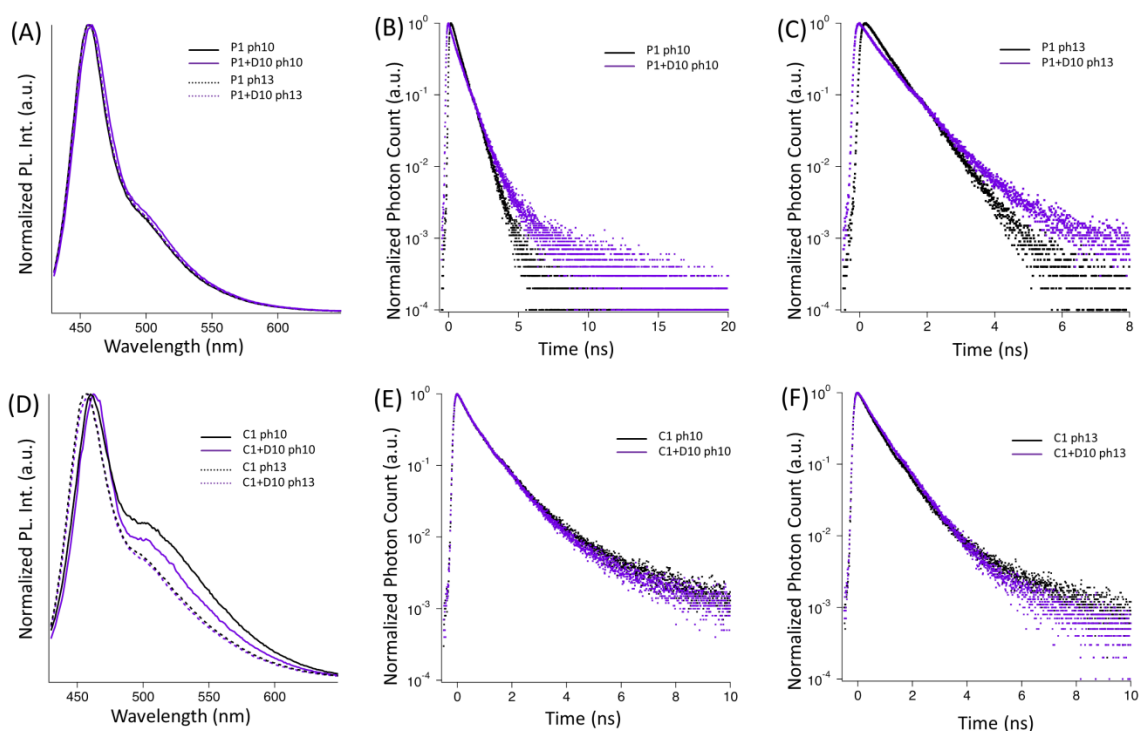 (A)
Normalized PL. Int. (a.u.)
P1 ph10
P1+D10 ph10
P1 ph13
P1+D10 ph13
450
500
550
600
Wavelength (nm)
(B)
Normalized Photon Count (a.u.)
10^0
10^-1
10^-2
10^-3
10^-4
P1 ph10
P1+D10 ph10
0
5
10
15
20
Time (ns)
(C)
Normalized Photon Count (a.u.)
10^0
10^-1
10^-2
10^-3
10^-4
P1 ph13
P1+D10 ph13
0
2
4
6
8
Time (ns)
(D)
Normalized PL. Int. (a.u.)
C1 ph10
C1+D10 ph10
C1 ph13
C1+D10 ph13
450
500
550
600
Wavelength (nm)
(E)
Normalized Photon Count (a.u.)
10^0
10^-1
10^-2
10^-3
10^-4
C1 ph10
C1+D10 ph10
0
2
4
6
8
10
Time (ns)
(F)
Normalized Photon Count (a.u.)
10^0
10^-1
10^-2
10^-3
10^-4
C1 ph13
C1+D10 ph13
0
2
4
6
8
10
Time (ns)